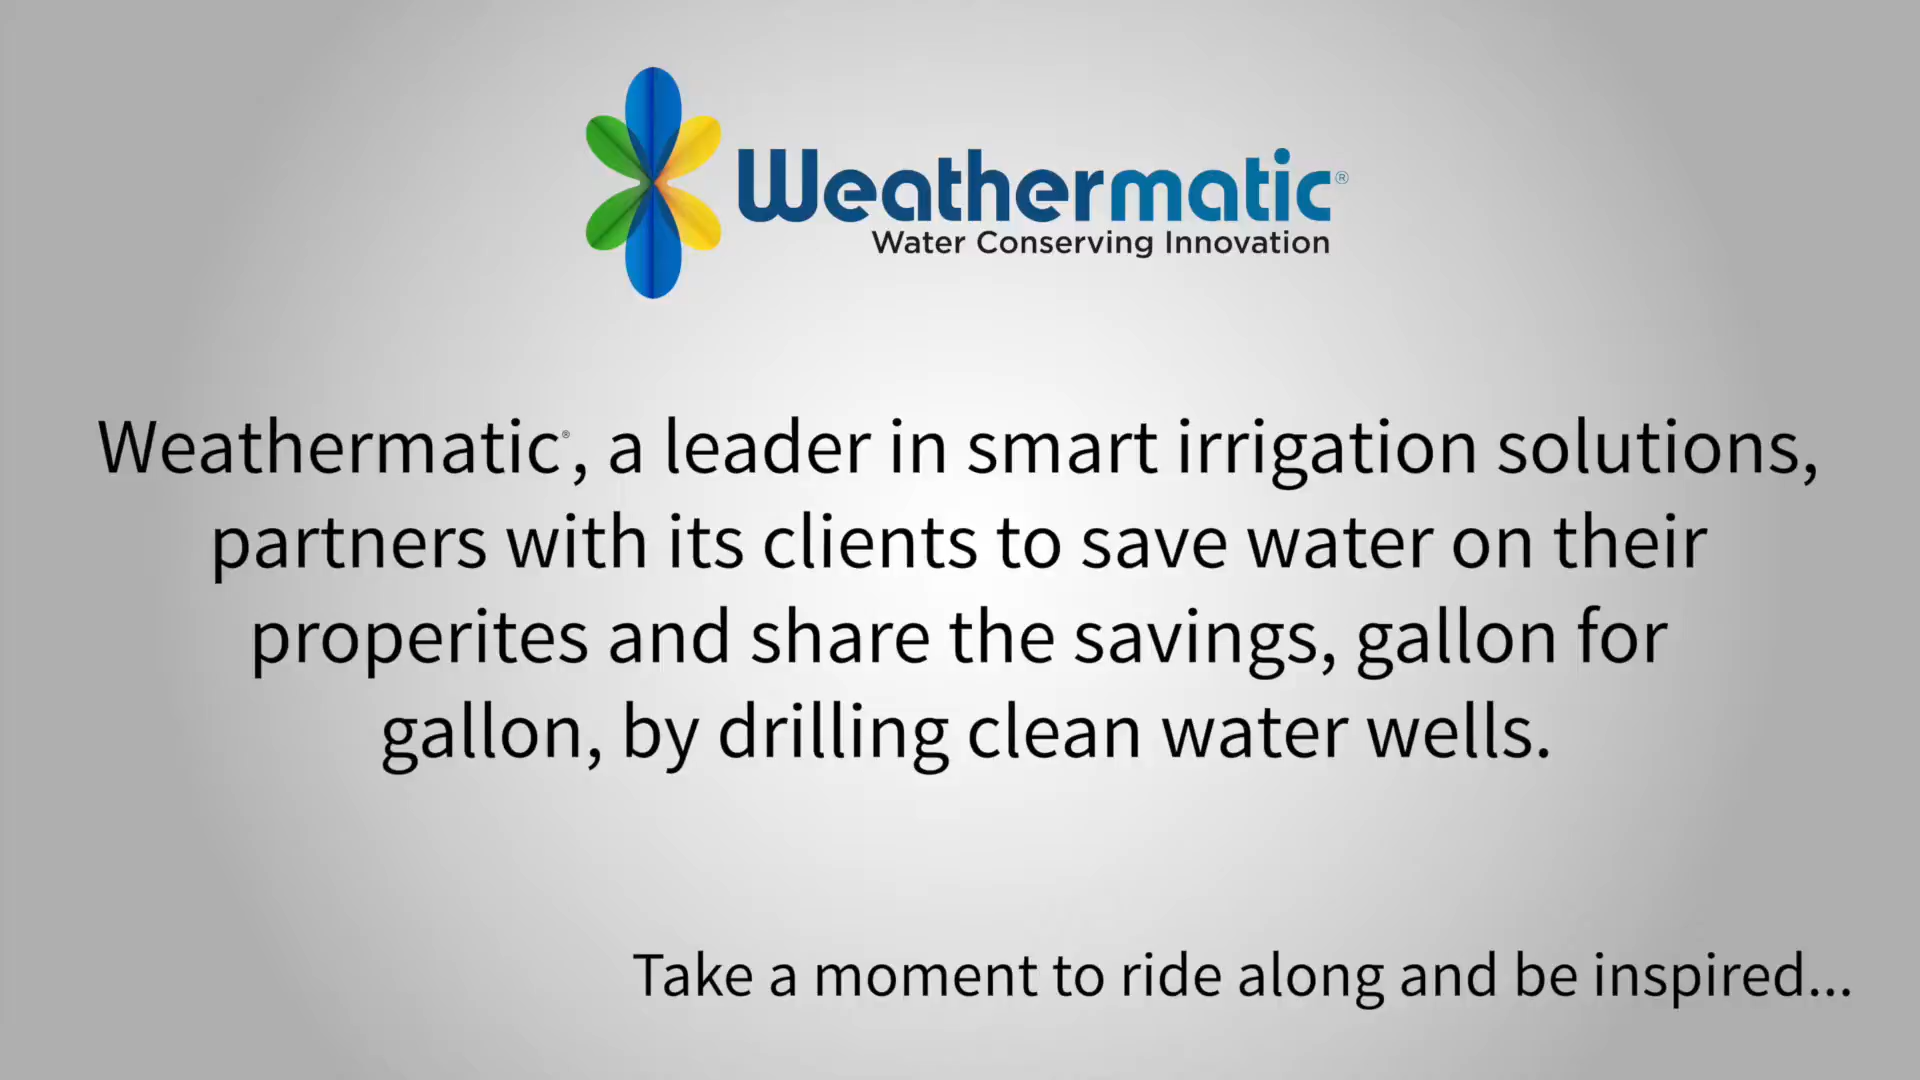 Weathermatic®
Water Conserving Innovation
Weathermatic®, a leader in smart irrigation solutions,
partners with its clients to save water on their
properites and share the savings, gallon for
gallon, by drilling clean water wells.
Take a moment to ride along and be inspired...